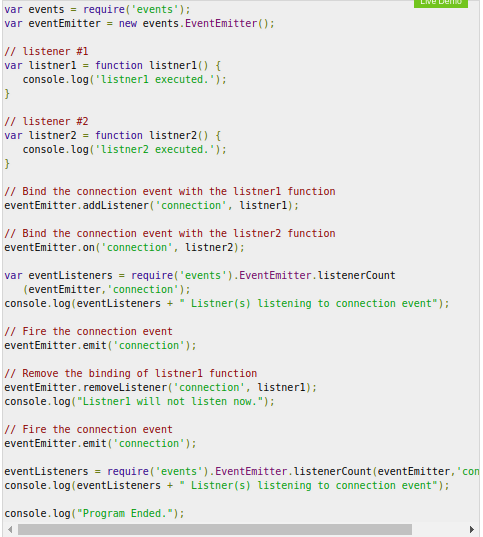 Live Demo
var events = require('events');
var eventEmitter = new events.EventEmitter();
// listener #1
var listner1 = function listner1() {
console.log('listner1 executed.');
}
// listener #2
var listner2 = function listner2() {
console.log('listner2 executed.');
}
// Bind the connection event with the listner1 function
eventEmitter.addListener('connection', listner1);
// Bind the connection event with the listner2 function
eventEmitter.on('connection', listner2);
var eventListeners = require('events').EventEmitter.listenerCount
(eventEmitter,'connection');
console.log(eventListeners + " Listner(s) listening to connection event");
// Fire the connection event
eventEmitter.emit('connection');
// Remove the binding of listner1 function
eventEmitter.removeListener('connection', listner1);
console.log("Listner1 will not listen now.");
// Fire the connection event
eventEmitter.emit('connection');
eventListeners = require('events').EventEmitter.listenerCount(eventEmitter,'con
console.log(eventListeners + " Listner(s) listening to connection event");
console.log("Program Ended.");